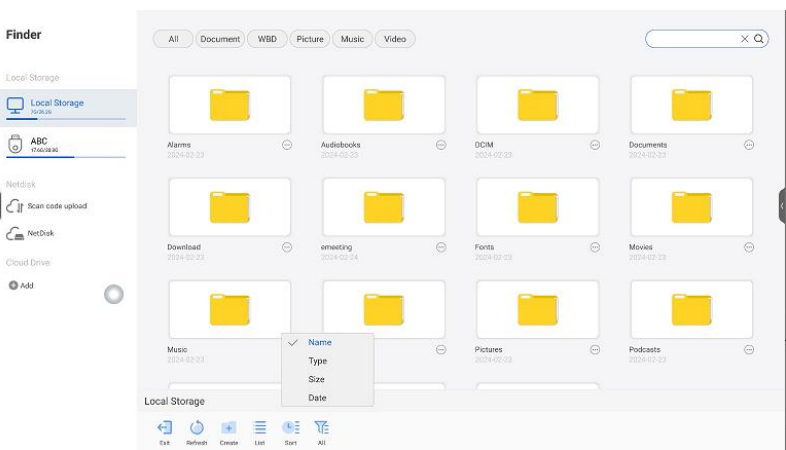 Finder
All
Document
WBD
Picture
Music
Video
Local Storage
Local Storage
ABC
Netdisk
Scan code upload
NetDisk
Cloud Drive
Add
Alarms
2024-02-23
Audiobooks
2024-02-23
DCIM
2024-02-23
Documents
2024-02-23
Download
2024-02-23
emeeting
2024-02-24
Fonts
2024-02-23
Movies
2024-02-23
Music
2024-02-23
Pictures
2024-02-23
Podcasts
2024-02-23
Name
Type
Size
Date
Local Storage
Exit
Refresh
Create
List
Sort
All